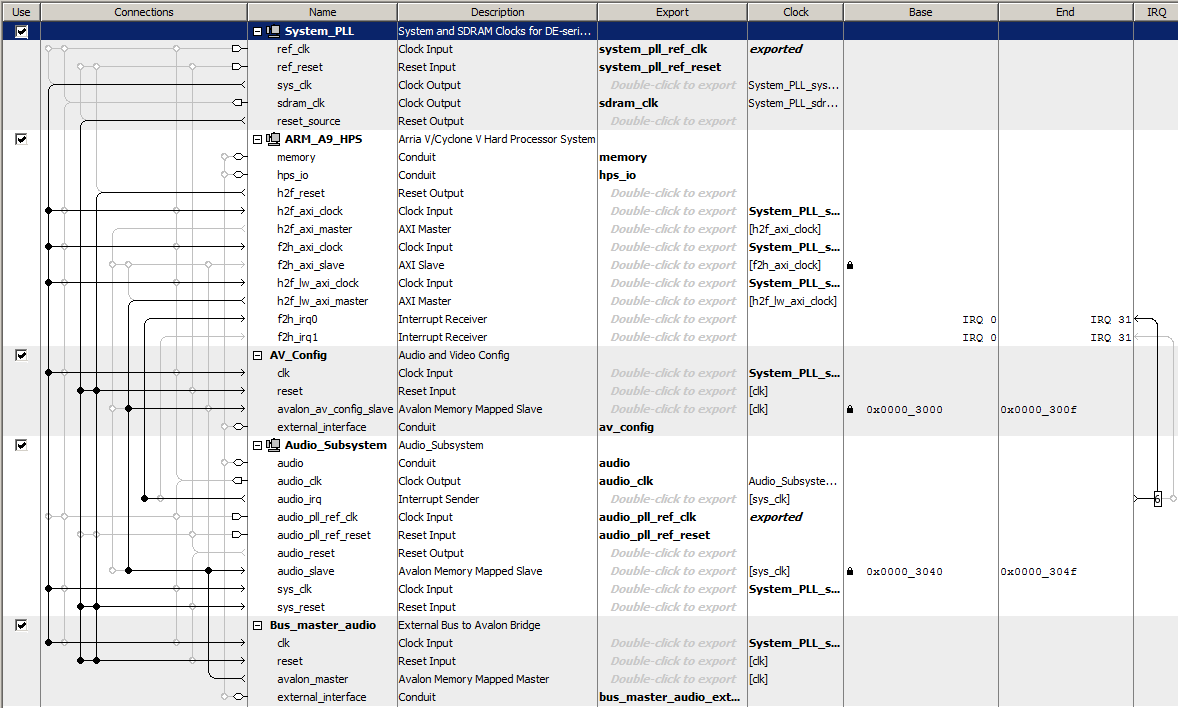 Use Connections Name Description Export Clock Base End IRQ
System_PLL System and SDRAM Clocks for DE-seri...
ref_clk Clock Input system_pll_ref_clk exported
ref_reset Reset Input system_pll_ref_reset
sys_clk Clock Output Double-click to export System_PLL_sys...
sdram_clk Clock Output sdram_clk System_PLL_sdr...
reset_source Reset Output Double-click to export
ARM_A9_HPS Arria V/Cyclone V Hard Processor System
memory Conduit memory
hps_io Conduit hps_io
h2f_reset Reset Output Double-click to export
h2f_axi_clock Clock Input Double-click to export System_PLL_s...
h2f_axi_master AXI Master Double-click to export [h2f_axi_clock]
f2h_axi_clock Clock Input Double-click to export System_PLL_s...
f2h_axi_slave AXI Slave Double-click to export [f2h_axi_clock]
h2f_lw_axi_clock Clock Input Double-click to export System_PLL_s...
h2f_lw_axi_master AXI Master Double-click to export [h2f_lw_axi_clock]
f2h_irq0 Interrupt Receiver Double-click to export IRQ 0 IRQ 31
f2h_irq1 Interrupt Receiver Double-click to export IRQ 0 IRQ 31
AV_Config Audio and Video Config
clk Clock Input Double-click to export System_PLL_s...
reset Reset Input Double-click to export [clk]
avalon_av_config_slave Avalon Memory Mapped Slave Double-click to export [clk] 0x0000_3000 0x0000_300f
external_interface Conduit av_config
Audio_Subsystem Audio_Subsystem
audio Conduit audio
audio_clk Clock Output audio_clk Audio_Subsyste...
audio_irq Interrupt Sender Double-click to export [sys_clk] 6
audio_pll_ref_clk Clock Input audio_pll_ref_clk exported
audio_pll_ref_reset Reset Input audio_pll_ref_reset
audio_reset Reset Output Double-click to export
audio_slave Avalon Memory Mapped Slave Double-click to export [sys_clk] 0x0000_3040 0x0000_304f
sys_clk Clock Input Double-click to export System_PLL_s...
sys_reset Reset Input Double-click to export
Bus_master_audio External Bus to Avalon Bridge
clk Clock Input Double-click to export System_PLL_s...
reset Reset Input Double-click to export [clk]
avalon_master Avalon Memory Mapped Master Double-click to export [clk]
external_interface Conduit bus_master_audio_ext...